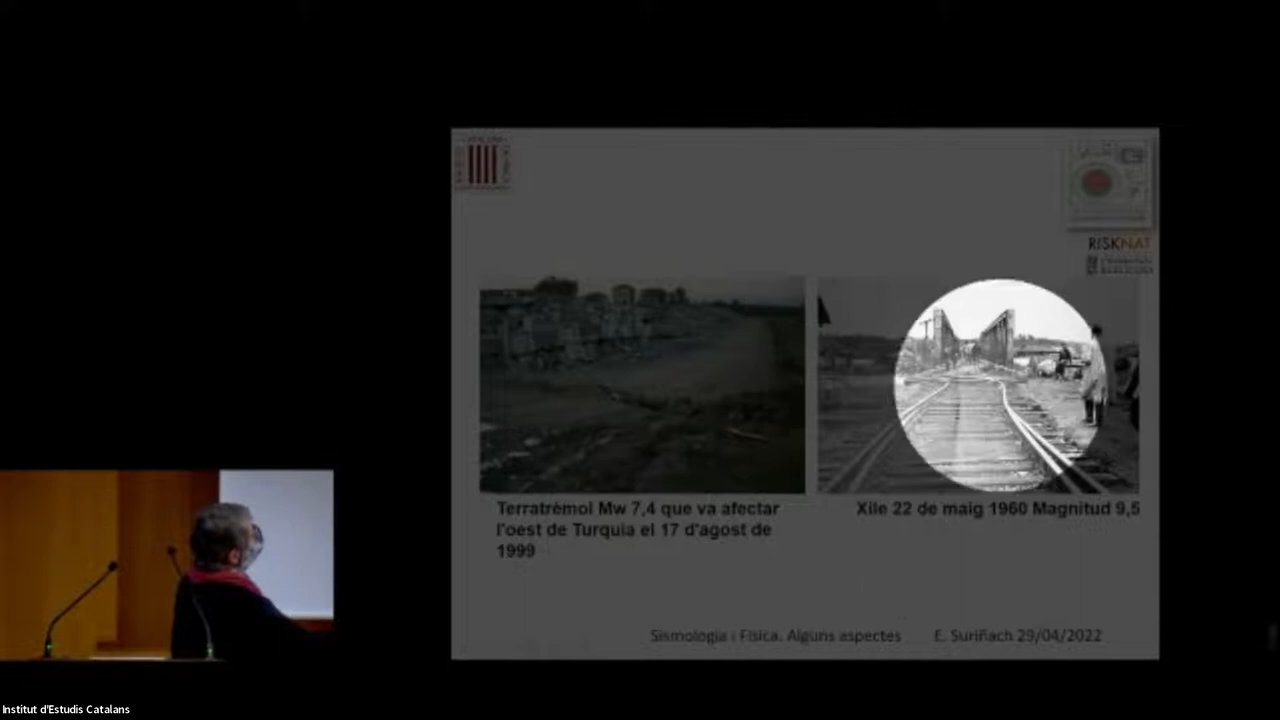 RISKNAT
Terratrèmol Mw 7,4 que va afectar
l'oest de Turquia el 17 d'agost de
1999
Xile 22 de maig 1960 Magnitud 9,5
Sismologia i Física. Alguns aspectes
E. Suriñach 29/04/2022
Institut d'Estudis Catalans